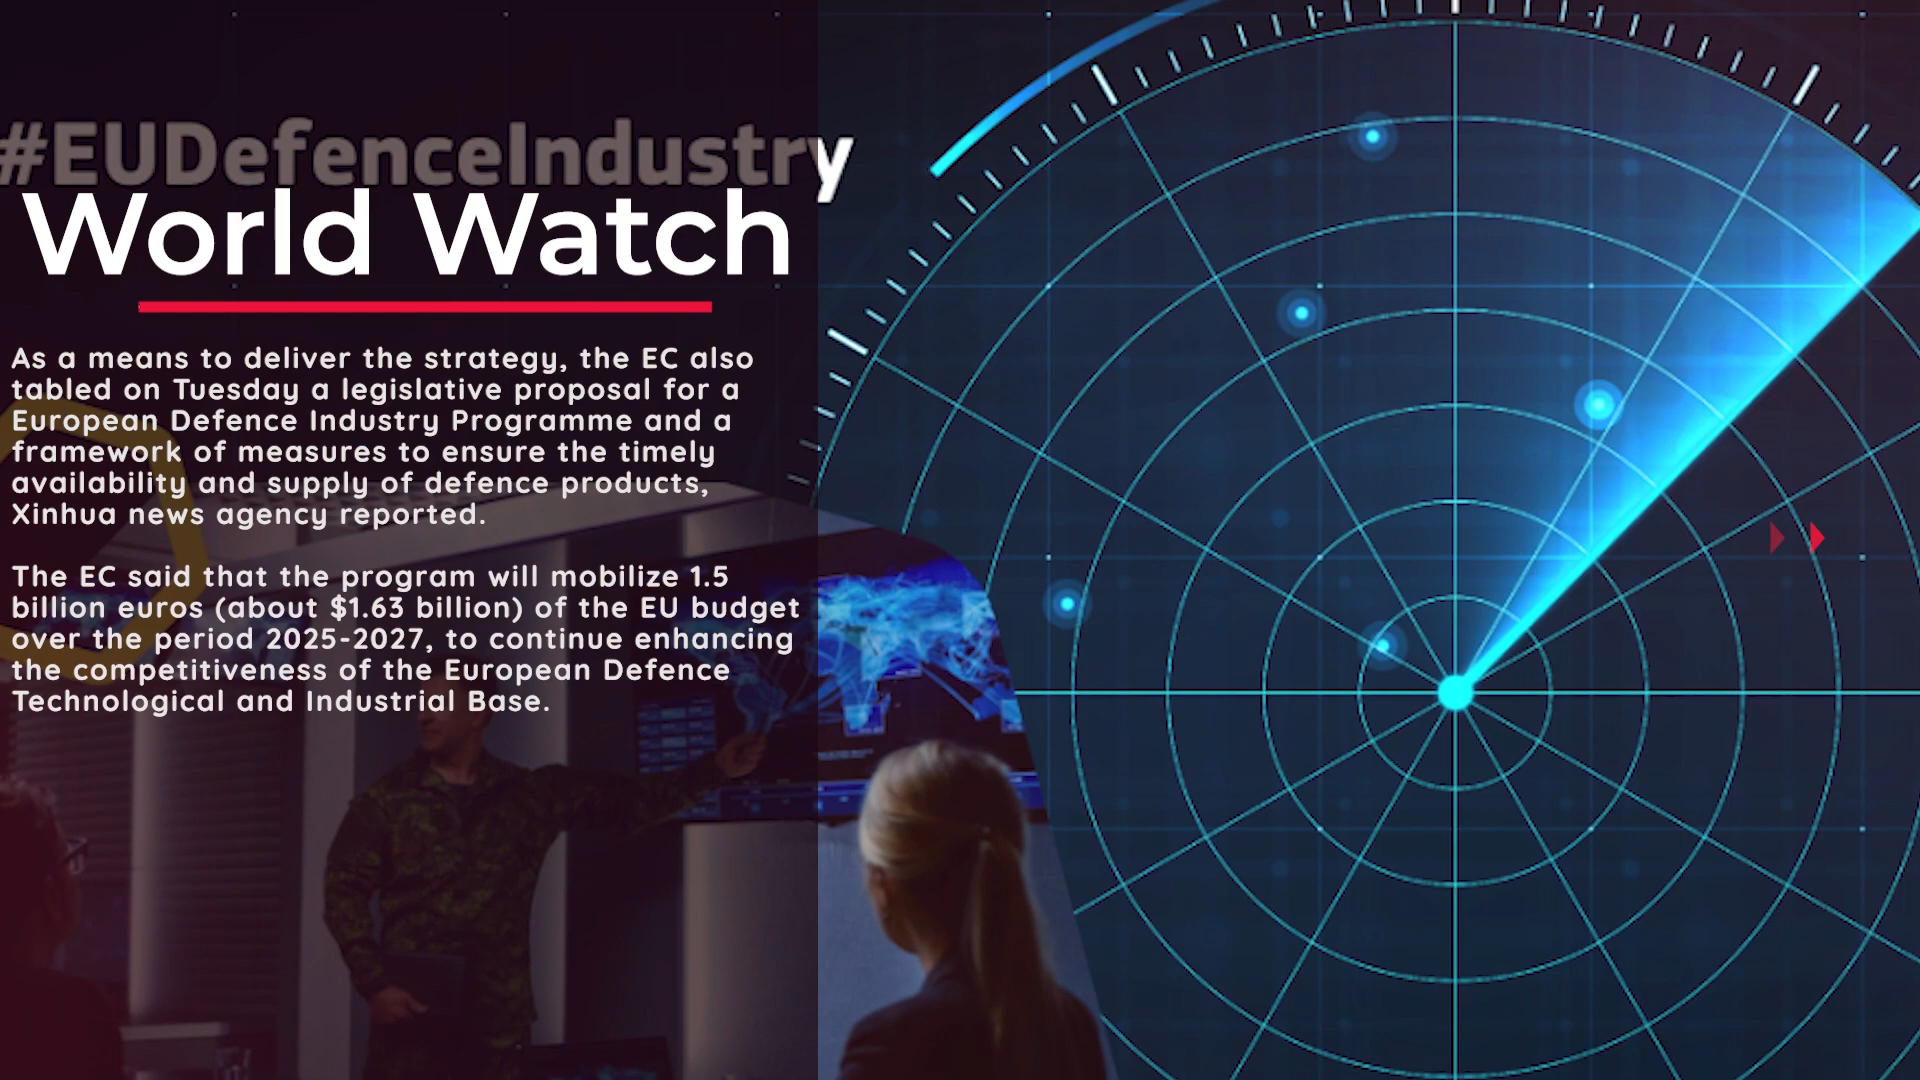 #EUDefenceIndustry
World Watch
As a means to deliver the strategy, the EC also
tabled on Tuesday a legislative proposal for a
European Defence Industry Programme and a
framework of measures to ensure the timely
availability and supply of defence products,
Xinhua news agency reported.
The EC said that the program will mobilize 1.5
billion euros (about $1.63 billion) of the EU budget
over the period 2025-2027, to continue enhancing
the competitiveness of the European Defence
Technological and Industrial Base.